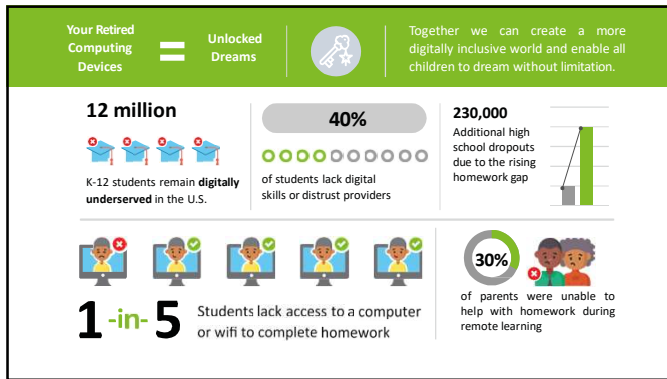 Your Retired
Computing
Devices
=
Unlocked
Dreams
Together we can create a more
digitally inclusive world and enable all
children to dream without limitation.
12 million
K-12 students remain digitally
underserved in the U.S.
40%
of students lack digital
skills or distrust providers
230,000
Additional high
school dropouts
due to the rising
homework gap
1 -in- 5
Students lack access to a computer
or wifi to complete homework
30%
of parents were unable to
help with homework during
remote learning